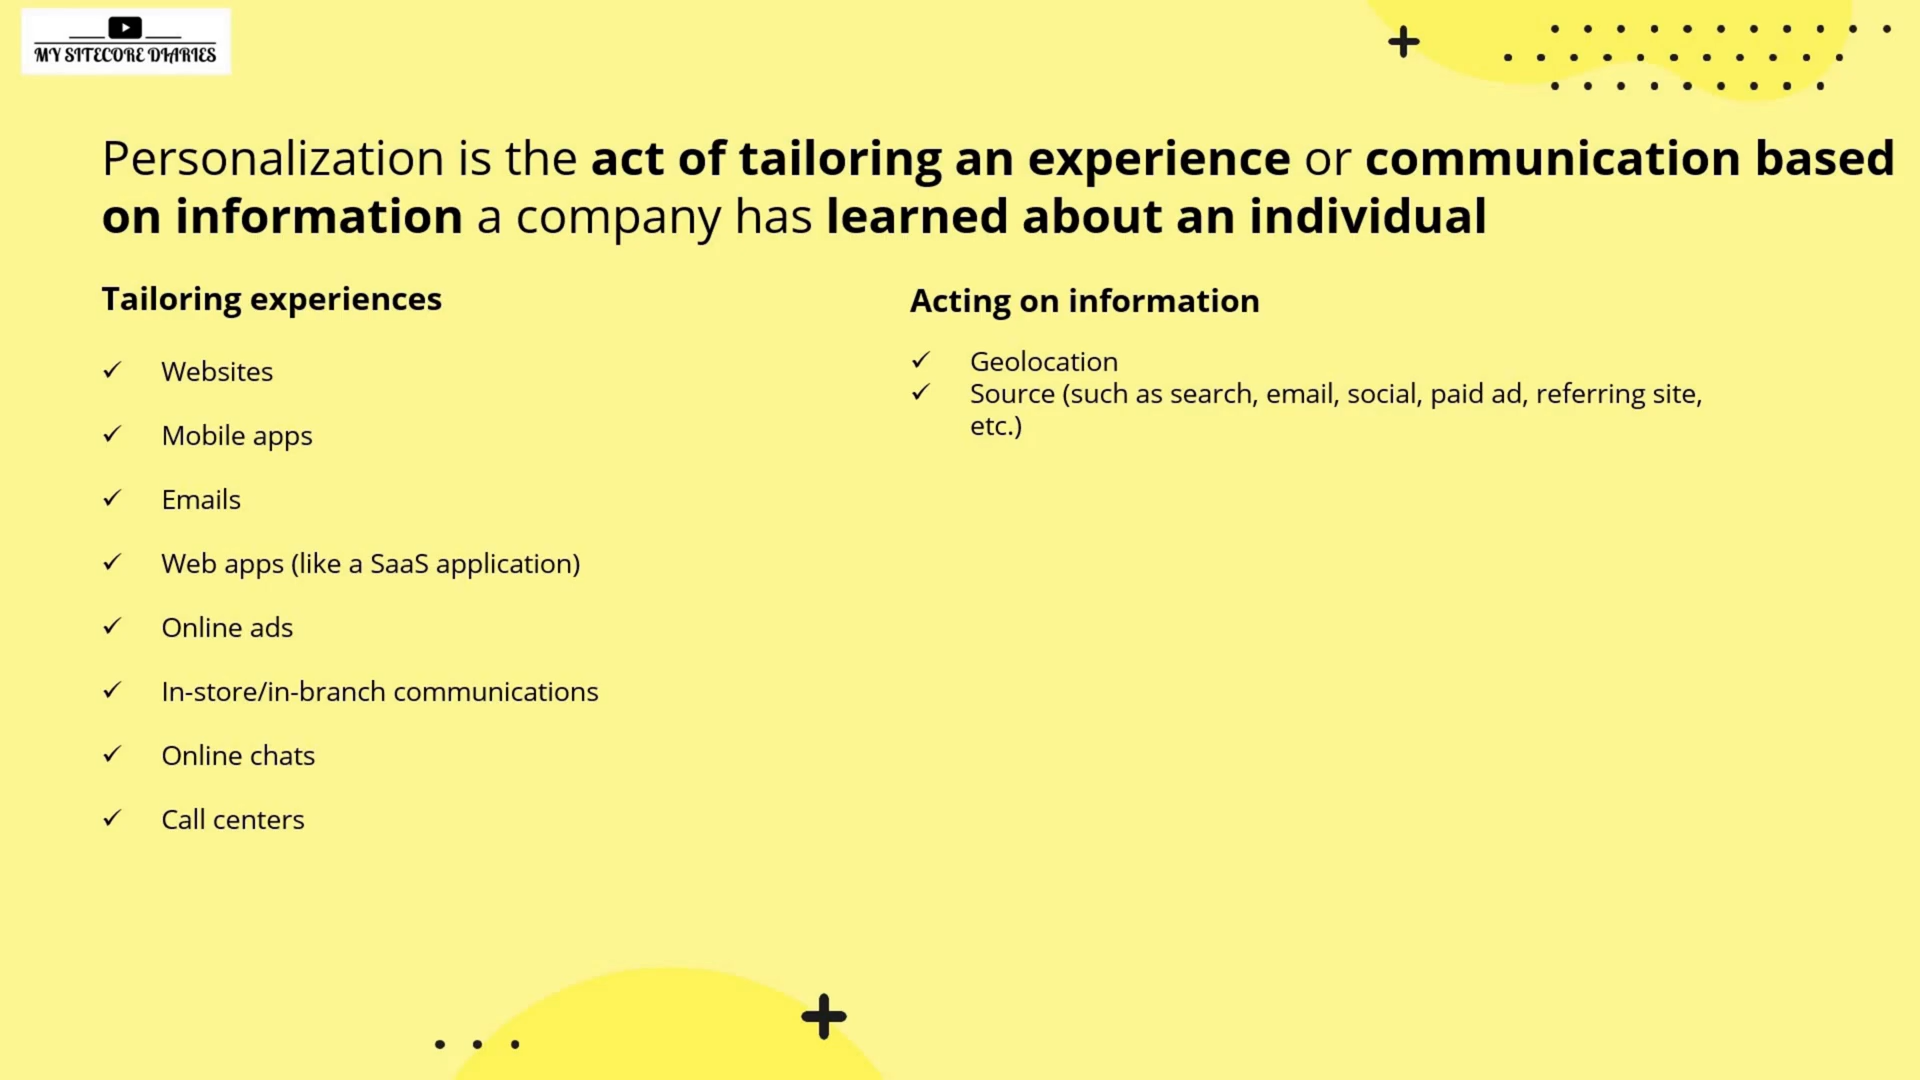 MY SITECORE DIARIES
Personalization is the act of tailoring an experience or communication based
on information a company has learned about an individual
Tailoring experiences
✓ Websites
✓ Mobile apps
✓ Emails
✓ Web apps (like a SaaS application)
✓ Online ads
✓ In-store/in-branch communications
✓ Online chats
✓ Call centers
Acting on information
✓ Geolocation
✓ Source (such as search, email, social, paid ad, referring site,
etc.)